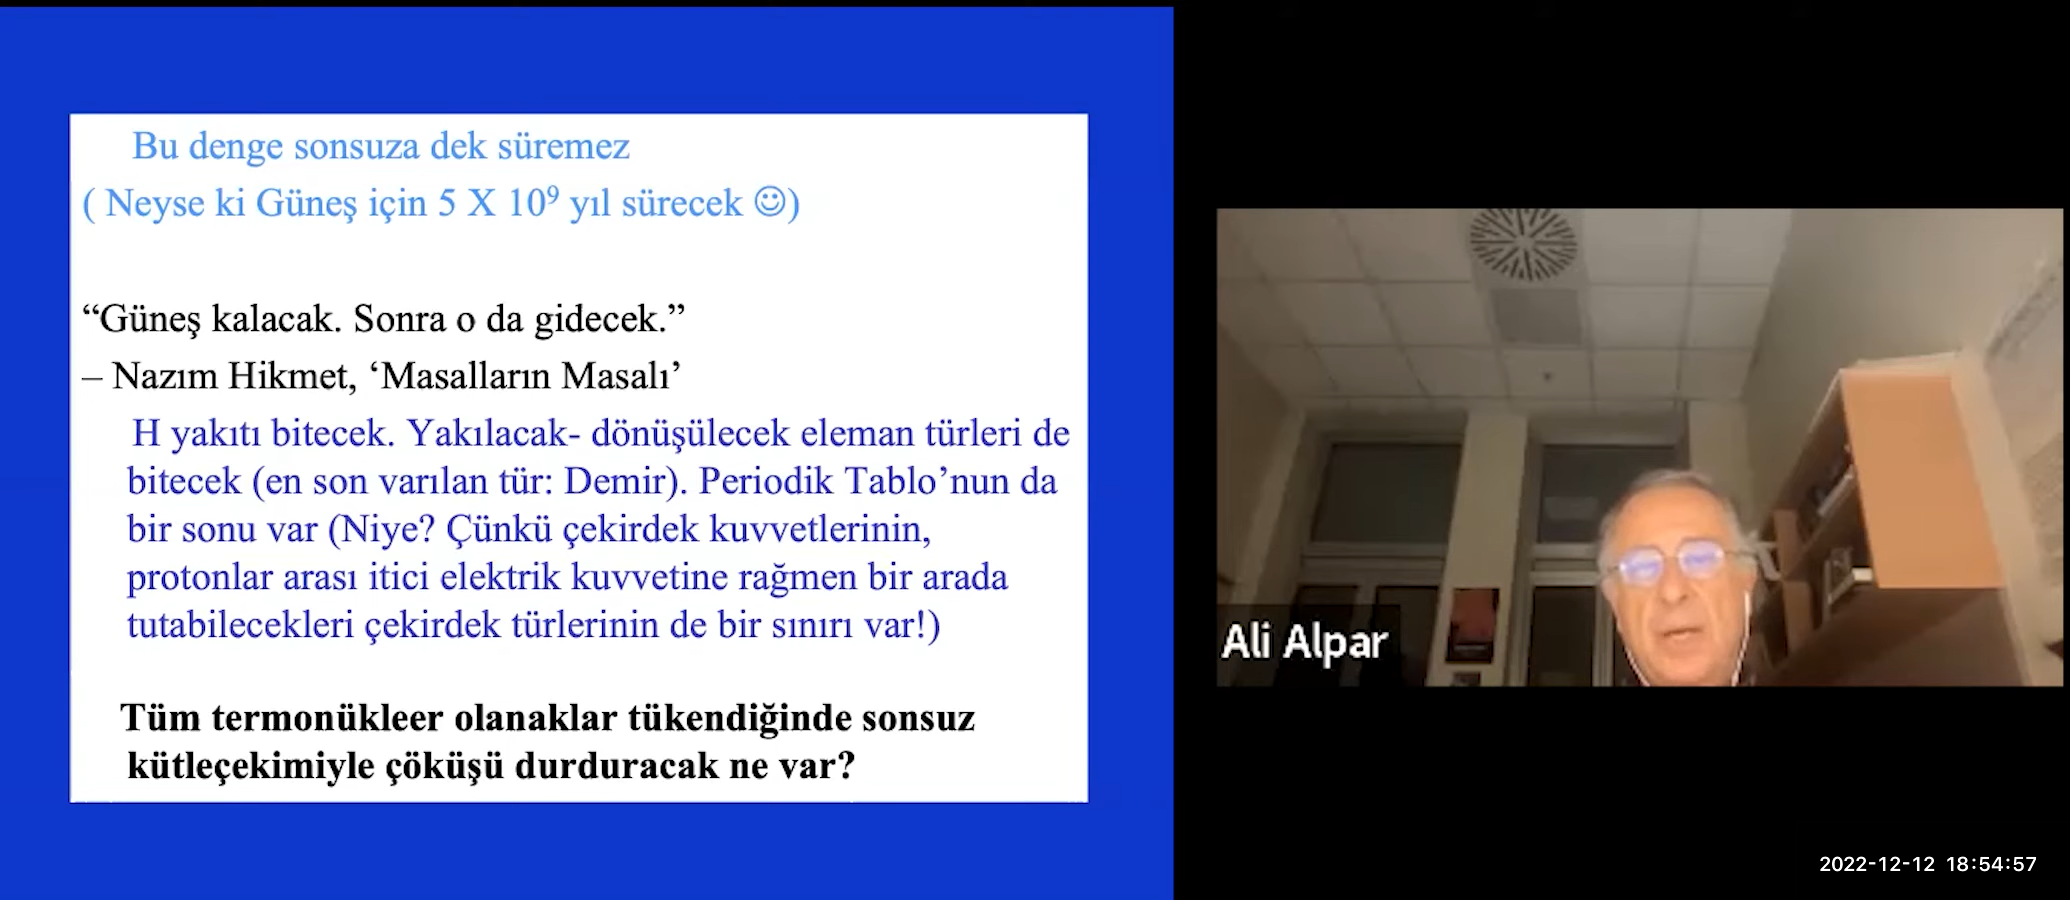 Bu denge sonsuza dek süremez
( Neyse ki Güneş için 5 X 10⁹ yıl sürecek ☺)
“Güneş kalacak. Sonra o da gidecek.”
– Nazım Hikmet, ‘Masalların Masalı’
H yakıtı bitecek. Yakılacak- dönüşülecek eleman türleri de
bitecek (en son varılan tür: Demir). Periodik Tablo’nun da
bir sonu var (Niye? Çünkü çekirdek kuvvetlerinin,
protonlar arası itici elektrik kuvvetine rağmen bir arada
tutabilecekleri çekirdek türlerinin de bir sınırı var!)
Tüm termonükleer olanaklar tükendiğinde sonsuz
kütleçekimiyle çöküşü durduracak ne var?
Ali Alpar
2022-12-12 18:54:57